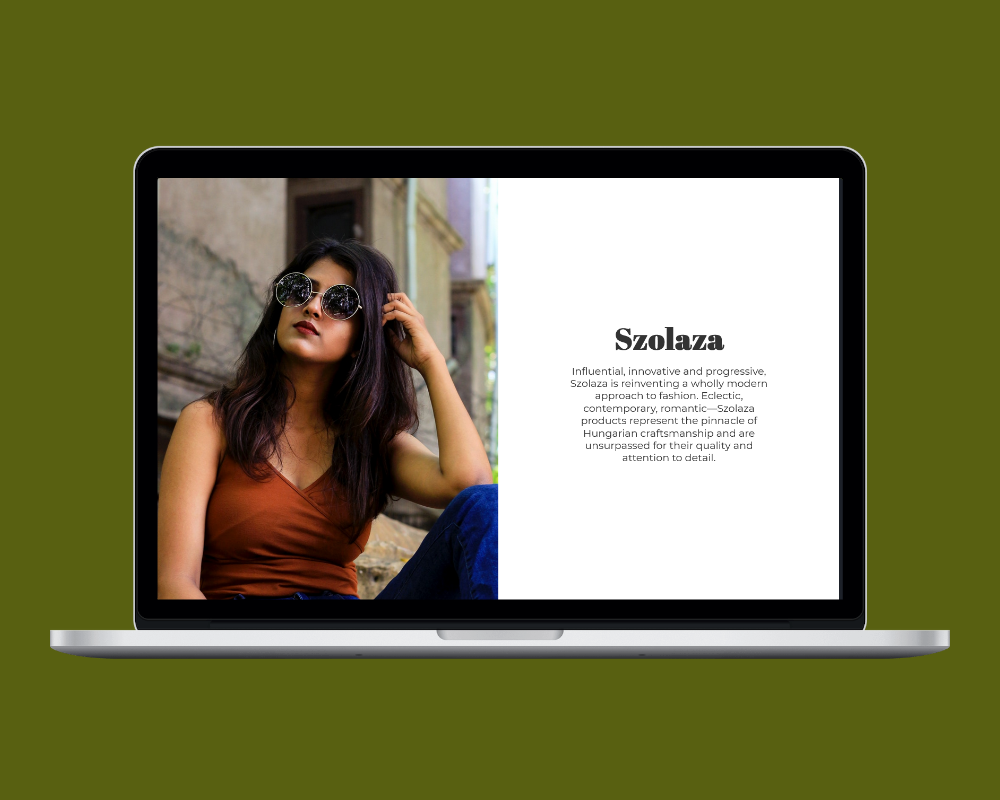 Szolaza
Influential, innovative and progressive,
Szolaza is reinventing a wholly modern
approach to fashion. Eclectic,
contemporary, romantic—Szolaza
products represent the pinnacle of
Hungarian craftsmanship and are
unsurpassed for their quality and
attention to detail.